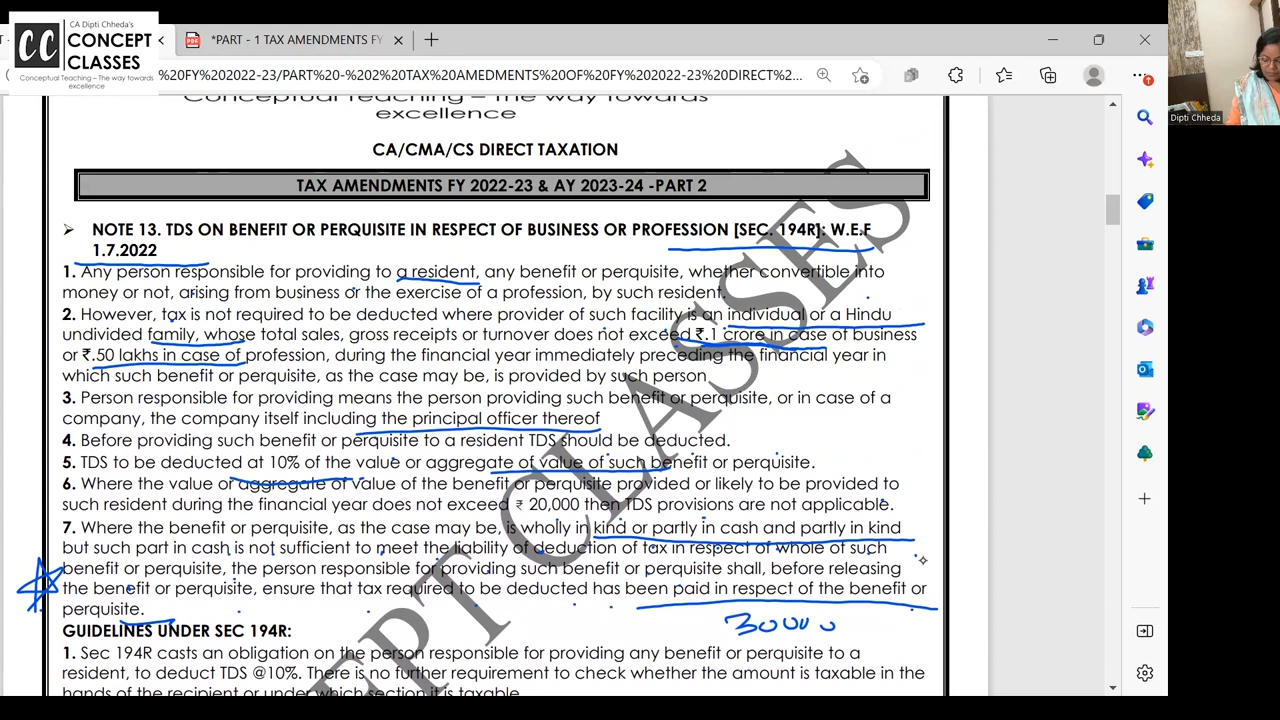 CA Dipti Chheda's
CC CONCEPT
CLASSES
Conceptual Teaching – The way towards
excellence
*PART - 1 TAX AMENDMENTS FY
%20FY%202022-23/PART%20-%202%20TAX%20AMEDMENTS%20OF%20FY%202022-23%20DIRECT%2...
Conceptual Teaching – The way towards
excellence
CA/CMA/CS DIRECT TAXATION
TAX AMENDMENTS FY 2022-23 & AY 2023-24 -PART 2
➢ NOTE 13. TDS ON BENEFIT OR PERQUISITE IN RESPECT OF BUSINESS OR PROFESSION [SEC. 194R]: W.E.F
1.7.2022
1. Any person responsible for providing to a resident, any benefit or perquisite, whether convertible into
money or not, arising from business or the exercise of a profession, by such resident.
2. However, tax is not required to be deducted where provider of such facility is an individual or a Hindu
undivided family, whose total sales, gross receipts or turnover does not exceed ₹.1 crore in case of business
or ₹.50 lakhs in case of profession, during the financial year immediately preceding the financial year in
which such benefit or perquisite, as the case may be, is provided by such person
3. Person responsible for providing means the person providing such benefit or perquisite, or in case of a
company, the company itself including the principal officer thereof
4. Before providing such benefit or perquisite to a resident TDS should be deducted.
5. TDS to be deducted at 10% of the value or aggregate of value of such benefit or perquisite.
6. Where the value or aggregate of value of the benefit or perquisite provided or likely to be provided to
such resident during the financial year does not exceed ₹ 20,000 then TDS provisions are not applicable.
7. Where the benefit or perquisite, as the case may be, is wholly in kind or partly in cash and partly in kind
but such part in cash is not sufficient to meet the liability of deduction of tax in respect of whole of such
benefit or perquisite, the person responsible for providing such benefit or perquisite shall, before releasing
the benefit or perquisite, ensure that tax required to be deducted has been paid in respect of the benefit or
perquisite.
30000
GUIDELINES UNDER SEC 194R:
1. Sec 194R casts an obligation on the person responsible for providing any benefit or perquisite to a
resident, to deduct TDS @10%. There is no further requirement to check whether the amount is taxable in the
hands of the recipient or under which section it is taxable.
EPT CLASSES
Dipti Chheda